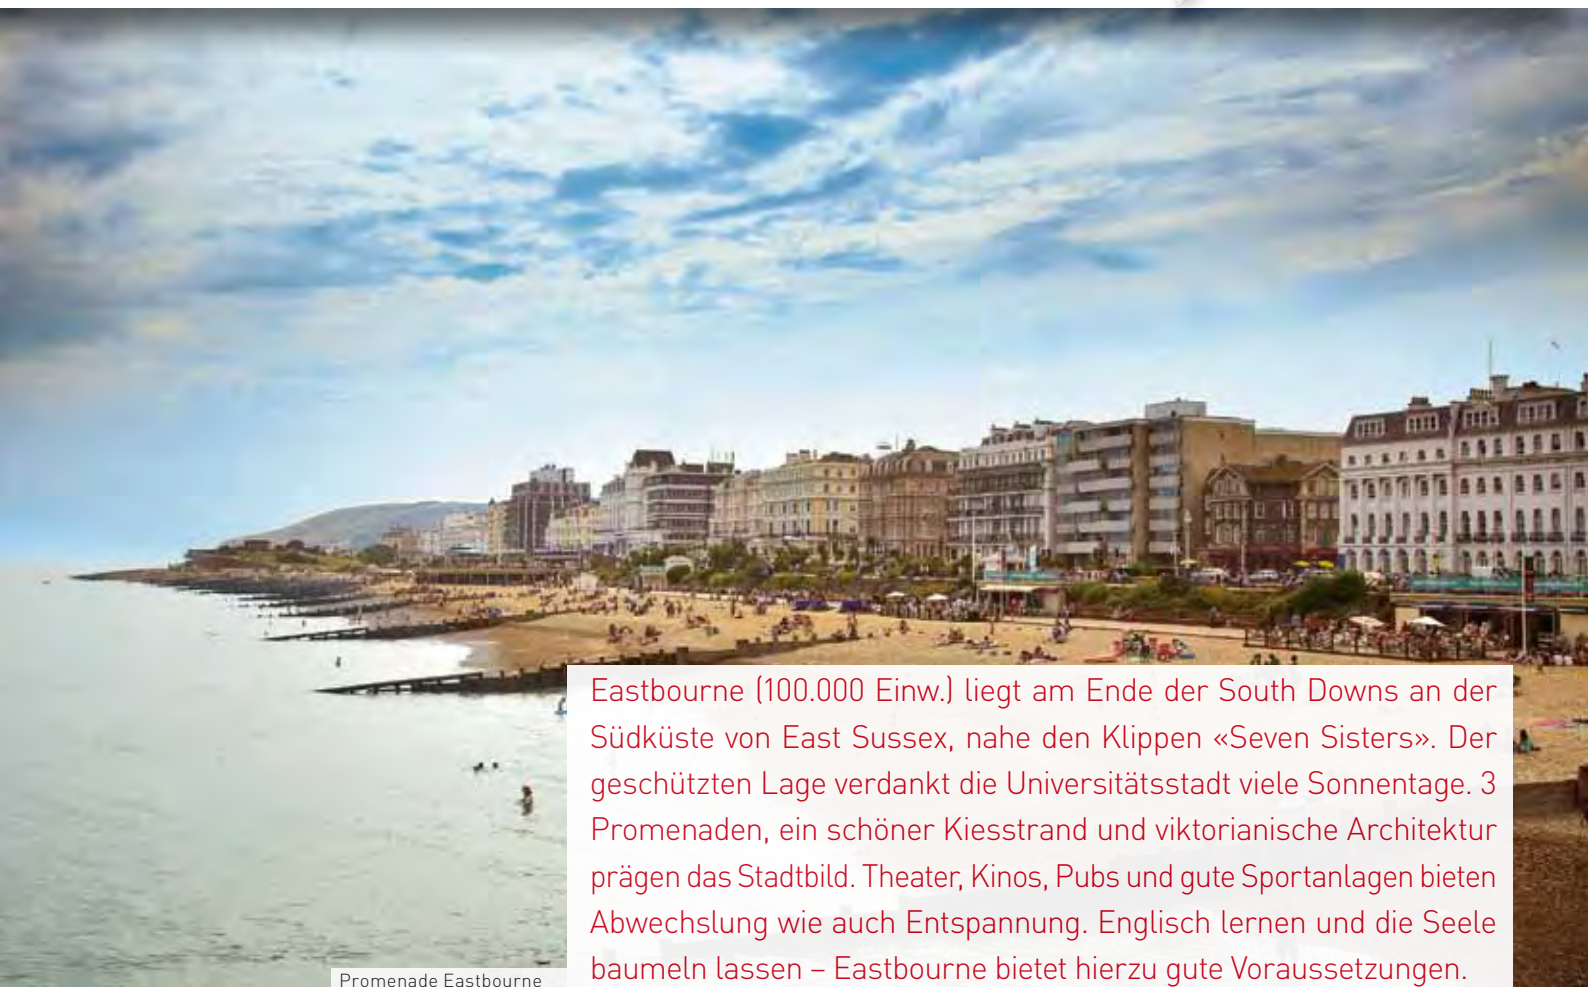 Eastbourne (100.000 Einw.) liegt am Ende der South Downs an der
Südküste von East Sussex, nahe den Klippen «Seven Sisters». Der
geschützten Lage verdankt die Universitätsstadt viele Sonnentage. 3
Promenaden, ein schöner Kiesstrand und viktorianische Architektur
prägen das Stadtbild. Theater, Kinos, Pubs und gute Sportanlagen bieten
Abwechslung wie auch Entspannung. Englisch lernen und die Seele
baumeln lassen – Eastbourne bietet hierzu gute Voraussetzungen.
Promenade Eastbourne